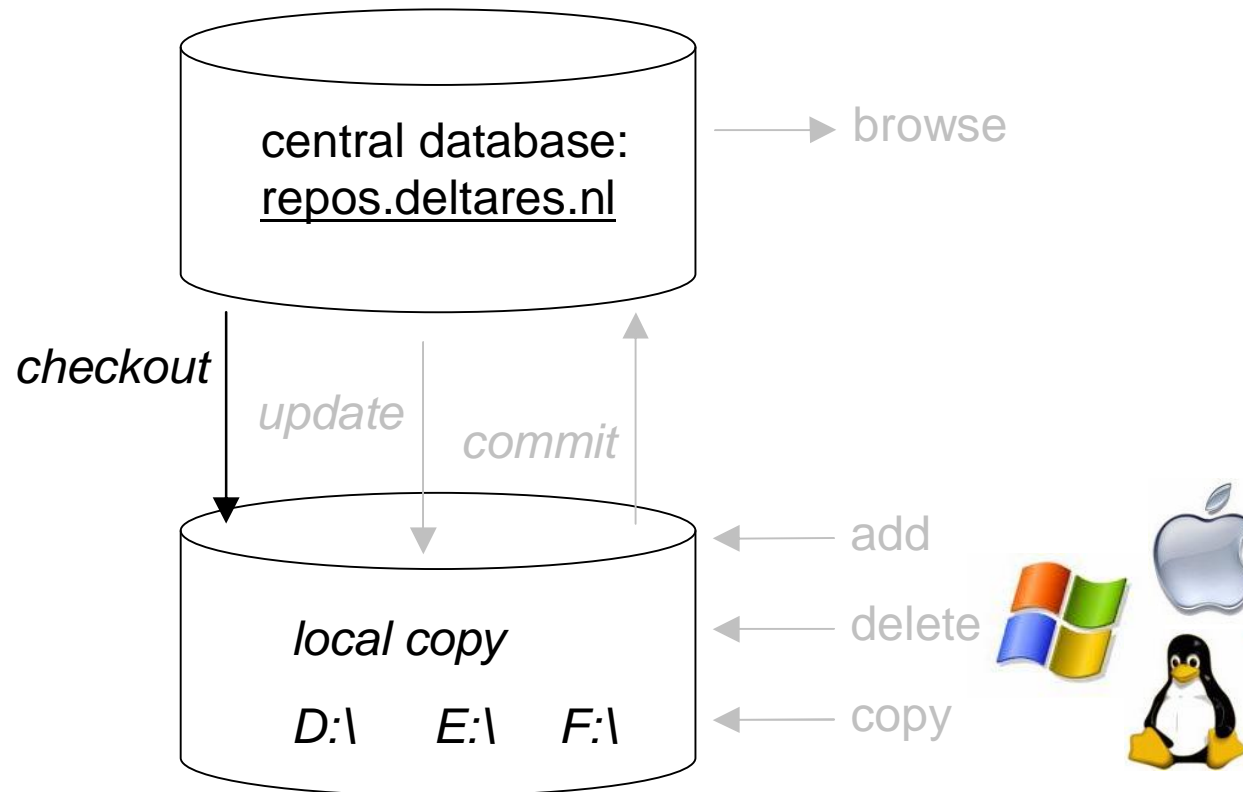 central database:
repos.deltares.nl
browse
checkout
update
commit
add
delete
copy
local copy
D:\ E:\ F:\